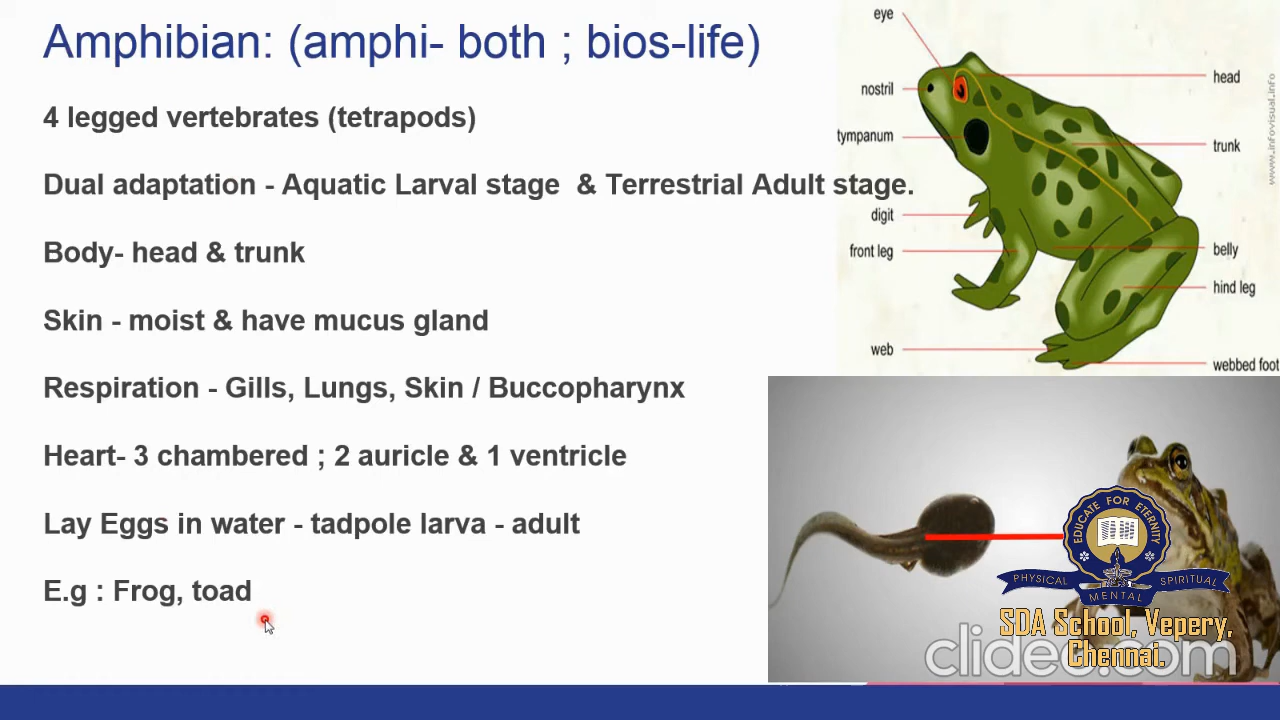 Amphibian: (amphi- both ; bios-life)
4 legged vertebrates (tetrapods)
Dual adaptation - Aquatic Larval stage & Terrestrial Adult stage.
Body- head & trunk
Skin - moist & have mucus gland
Respiration - Gills, Lungs, Skin / Buccopharynx
Heart- 3 chambered ; 2 auricle & 1 ventricle
Lay Eggs in water - tadpole larva - adult
E.g : Frog, toad
eye
nostril
tympanum
digit
front leg
web
head
trunk
belly
hind leg
webbed foot
www.infovisual.info
EDUCATE FOR ETERNITY
PHYSICAL
MENTAL
SPIRITUAL
SDA School, Vepery,
Chennai.
clideo.com